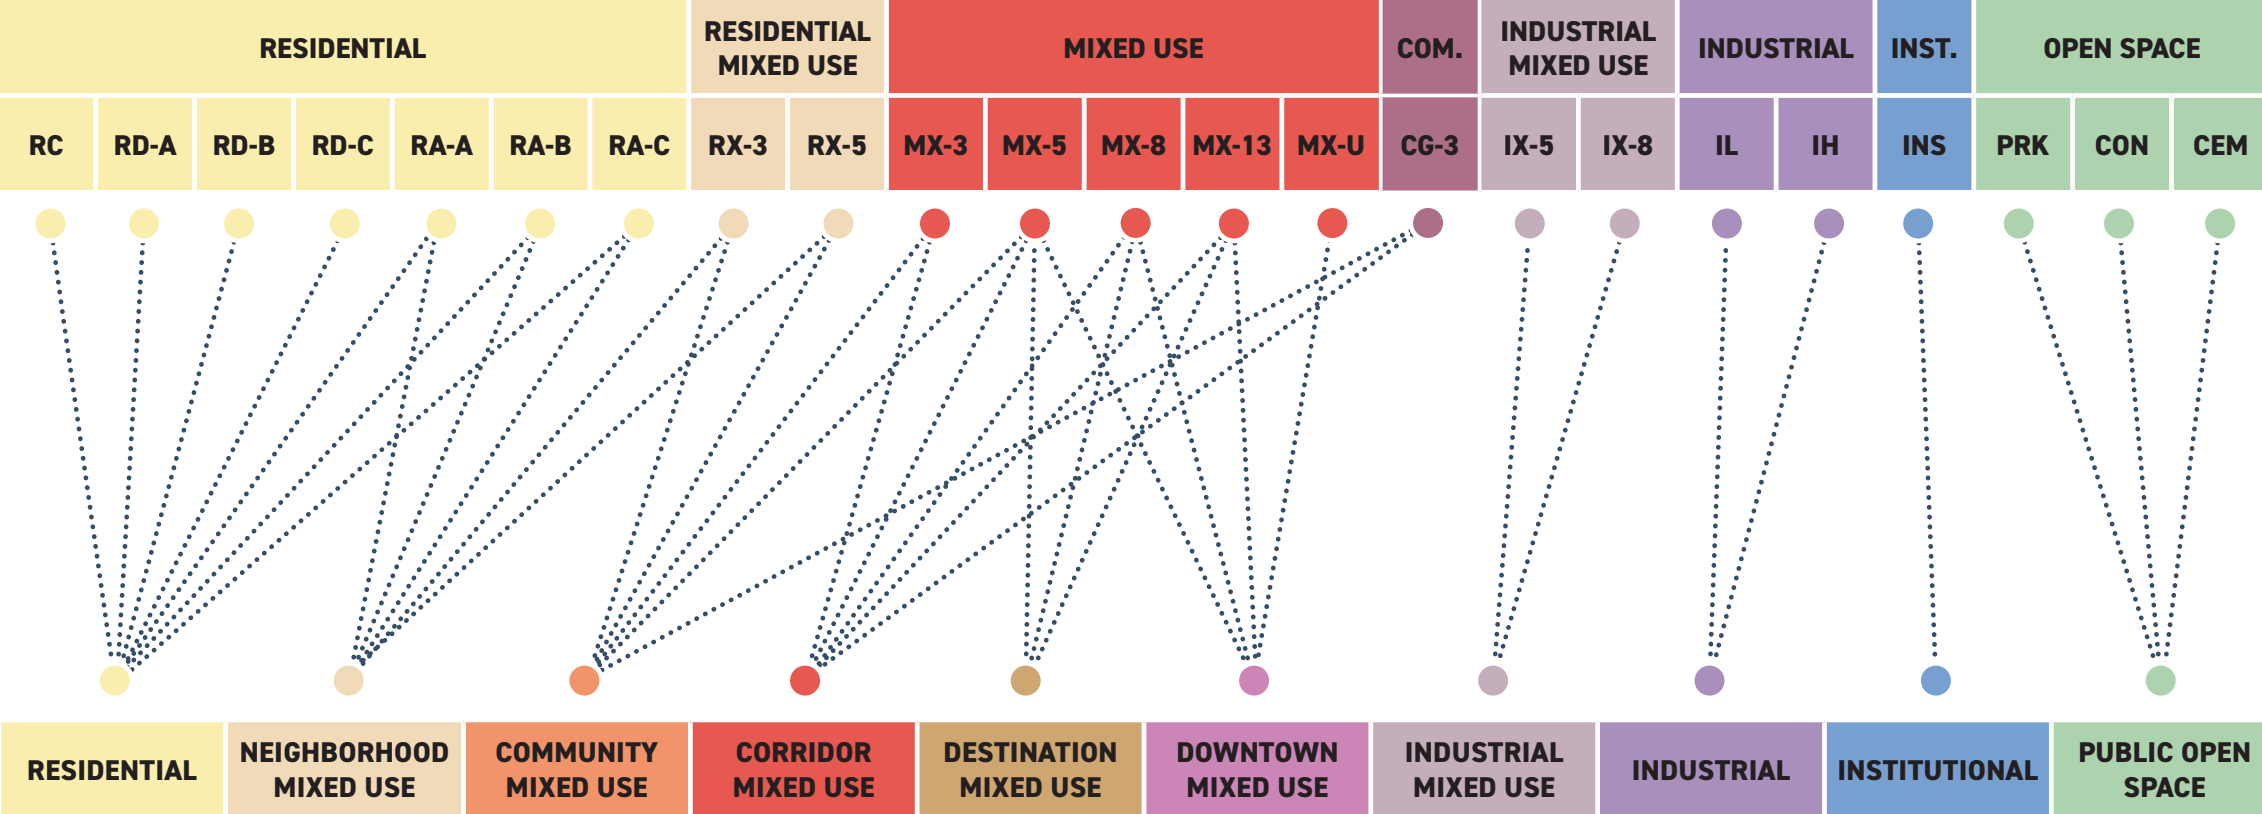 RESIDENTIAL
RESIDENTIAL
MIXED USE
MIXED USE
COM.
INDUSTRIAL
MIXED USE
INDUSTRIAL
INST.
OPEN SPACE
RC RD-A RD-B RD-C RA-A RA-B RA-C RX-3 RX-5 MX-3 MX-5 MX-8 MX-13 MX-U CG-3 IX-5 IX-8 IL IH INS PRK CON CEM
RESIDENTIAL
NEIGHBORHOOD
MIXED USE
COMMUNITY
MIXED USE
CORRIDOR
MIXED USE
DESTINATION
MIXED USE
DOWNTOWN
MIXED USE
INDUSTRIAL
MIXED USE
INDUSTRIAL
INSTITUTIONAL
PUBLIC OPEN
SPACE